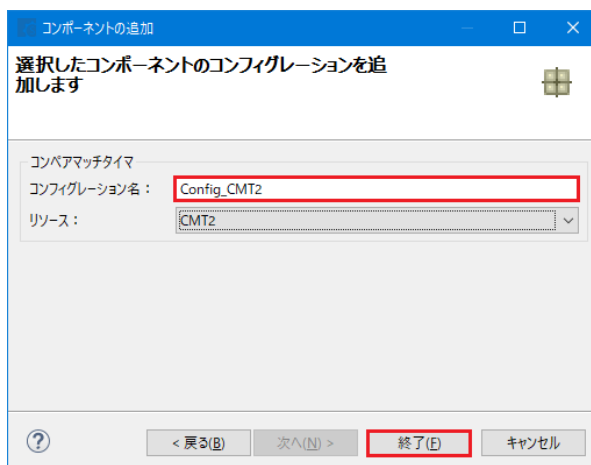 コンポーネントの追加
選択したコンポーネントのコンフィグレーションを追
加します
コンペアマッチタイマ
コンフィグレーション名： Config_CMT2
リソース： CMT2
< 戻る(B) 次へ(N) > 終了(F) キャンセル